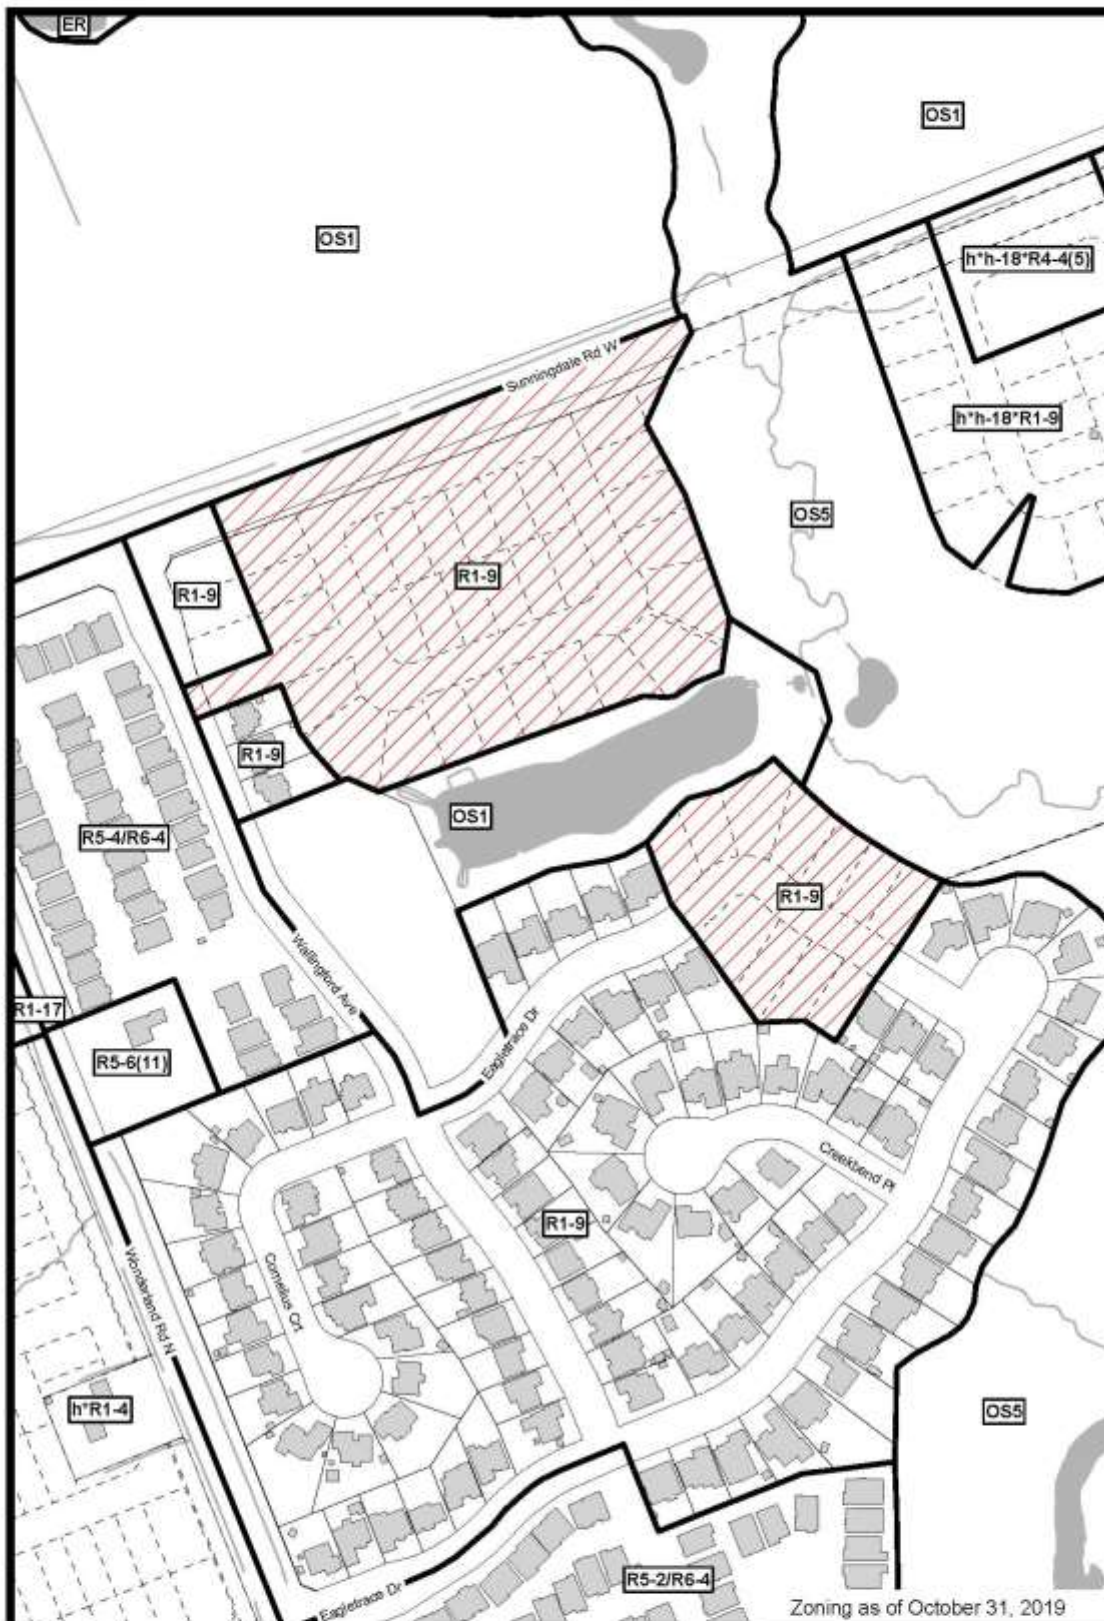 ER
OS1
OS1
h*h-18*R4-4(5)
Sunningdale Rd W
h*h-18*R1-9
OS5
R1-9
R1-9
R1-9
OS1
R5-4/R6-4
R1-9
Wallingford Ave
R1-17
R5-6(11)
Eagletrace Dr
Creekbend Pl
R1-9
Cornelius Crt
Wonderland Rd N
h*R1-4
OS5
R5-2/R6-4
Eagletrace Dr
Zoning as of October 31, 2019